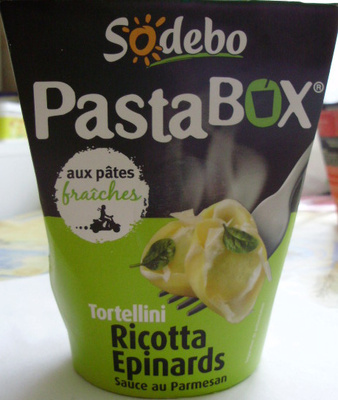 Sodebo
PastaBOX®
aux pâtes
fraîches
Tortellini
Ricotta
Epinards
Sauce au Parmesan